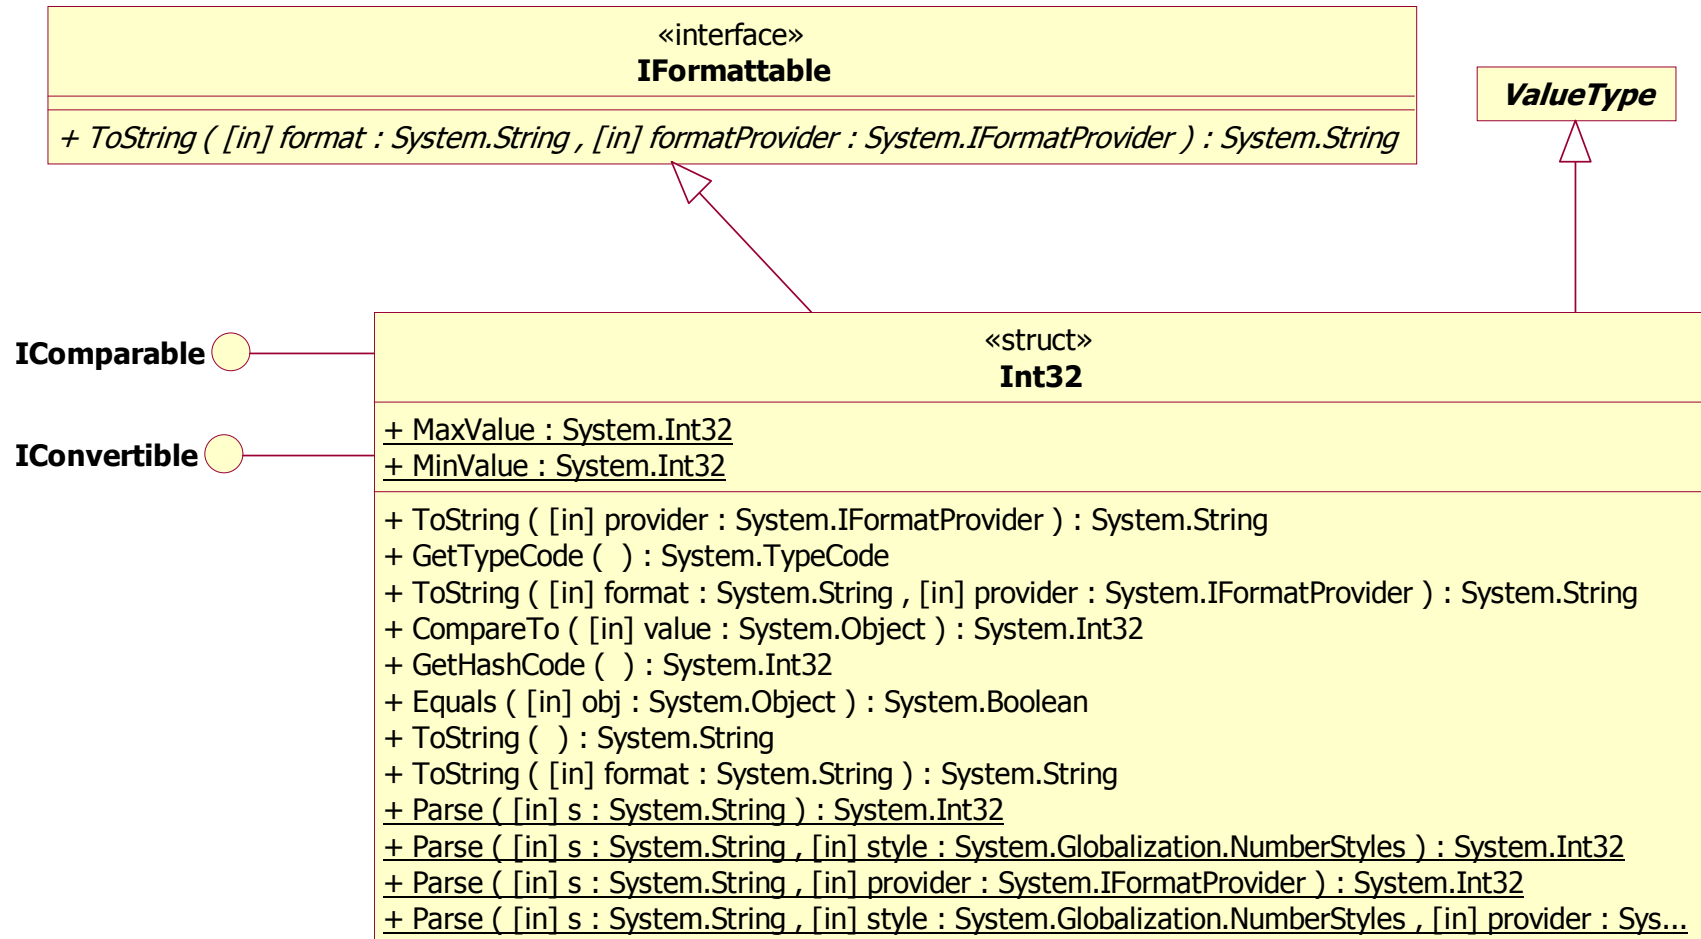 «interface»
IFormattable
+ ToString ( [in] format : System.String , [in] formatProvider : System.IFormatProvider ) : System.String
ValueType
IComparable
IConvertible
«struct»
Int32
+ MaxValue : System.Int32
+ MinValue : System.Int32
+ ToString ( [in] provider : System.IFormatProvider ) : System.String
+ GetTypeCode (  ) : System.TypeCode
+ ToString ( [in] format : System.String , [in] provider : System.IFormatProvider ) : System.String
+ CompareTo ( [in] value : System.Object ) : System.Int32
+ GetHashCode (  ) : System.Int32
+ Equals ( [in] obj : System.Object ) : System.Boolean
+ ToString (  ) : System.String
+ ToString ( [in] format : System.String ) : System.String
+ Parse ( [in] s : System.String ) : System.Int32
+ Parse ( [in] s : System.String , [in] style : System.Globalization.NumberStyles ) : System.Int32
+ Parse ( [in] s : System.String , [in] provider : System.IFormatProvider ) : System.Int32
+ Parse ( [in] s : System.String , [in] style : System.Globalization.NumberStyles , [in] provider : Sys...